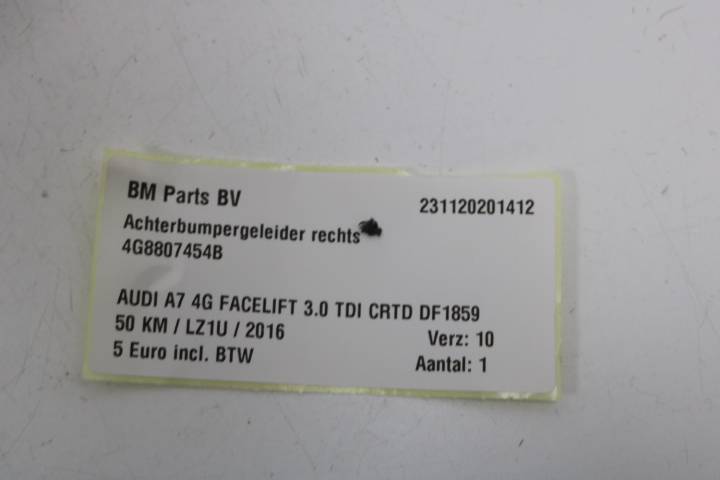 BM Parts BV 231120201412
Achterbumpergeleider rechts
4G8807454B
AUDI A7 4G FACELIFT 3.0 TDI CRTD DF1859
50 KM / LZ1U / 2016 Verz: 10
5 Euro incl. BTW Aantal: 1